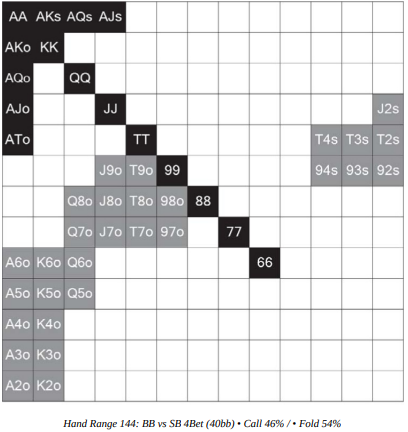 AA AKs AQs AJs
AKo KK
AQo QQ
AJo JJ J2s
ATo TT T4s T3s T2s
J9o T9o 99 94s 93s 92s
Q8o J8o T8o 98o 88
Q7o J7o T7o 97o 77
A6o K6o Q6o 66
A5o K5o Q5o
A4o K4o
A3o K3o
A2o K2o
Hand Range 144: BB vs SB 4Bet (40bb) • Call 46% / • Fold 54%